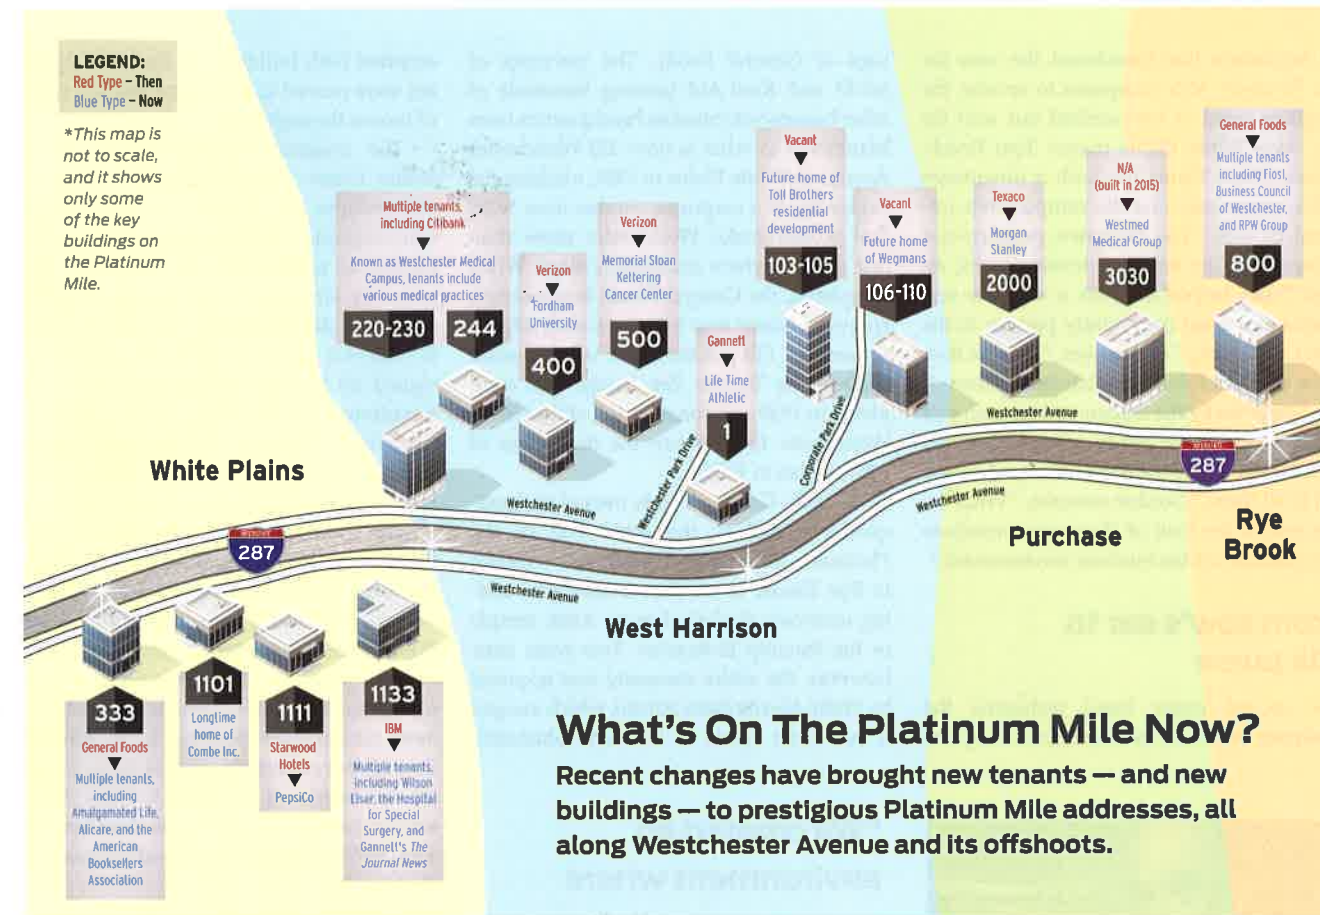 LEGEND:
Red Type – Then
Blue Type – Now
*This map is
not to scale,
and it shows
only some
of the key
buildings on
the Platinum
Mile.
Multiple tenants,
including Citibank
Known as Westchester Medical
Campus, tenants include
various medical practices
220-230
244
Verizon
Fordham
University
400
Verizon
Memorial Sloan
Keltering
Cancer Center
500
Gannett
Life Time
Athletic
1
Vacant
Future home of
Toll Brothers
residential
development
103-105
Vacant
Future home
of Wegmans
106-110
Texaco
Morgan
Stanley
2000
N/A
(built in 2015)
Westmed
Medical Group
3030
General Foods
Multiple tenants
including Fiosl,
Business Council
of Westchester,
and RPW Group
800
White Plains
Westchester Avenue
Westchester Park Drive
Corporate Park Drive
Westchester Avenue
INTERSTATE
287
INTERSTATE
287
Westchester Avenue
Westchester Avenue
Purchase
Rye
Brook
West Harrison
333
General Foods
Multiple tenants,
including
Amalgamated Life,
Alicare, and the
American
Booksellers
Association
1101
Longtime
home of
Combe Inc.
1111
Starwood
Hotels
PepsiCo
1133
IBM
Multiple tenants,
including Wilson
Elser, the Hospital
for Special
Surgery, and
Gannett's The
Journal News
What's On The Platinum Mile Now?
Recent changes have brought new tenants — and new
buildings — to prestigious Platinum Mile addresses, all
along Westchester Avenue and its offshoots.